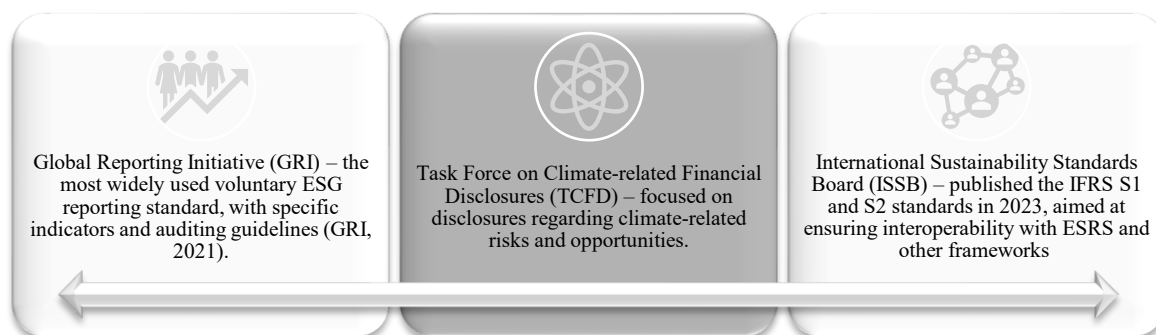 Global Reporting Initiative (GRI) – the
most widely used voluntary ESG
reporting standard, with specific
indicators and auditing guidelines (GRI,
2021).
Task Force on Climate-related Financial
Disclosures (TCFD) – focused on
disclosures regarding climate-related
risks and opportunities.
International Sustainability Standards
Board (ISSB) – published the IFRS S1
and S2 standards in 2023, aimed at
ensuring interoperability with ESRS and
other frameworks